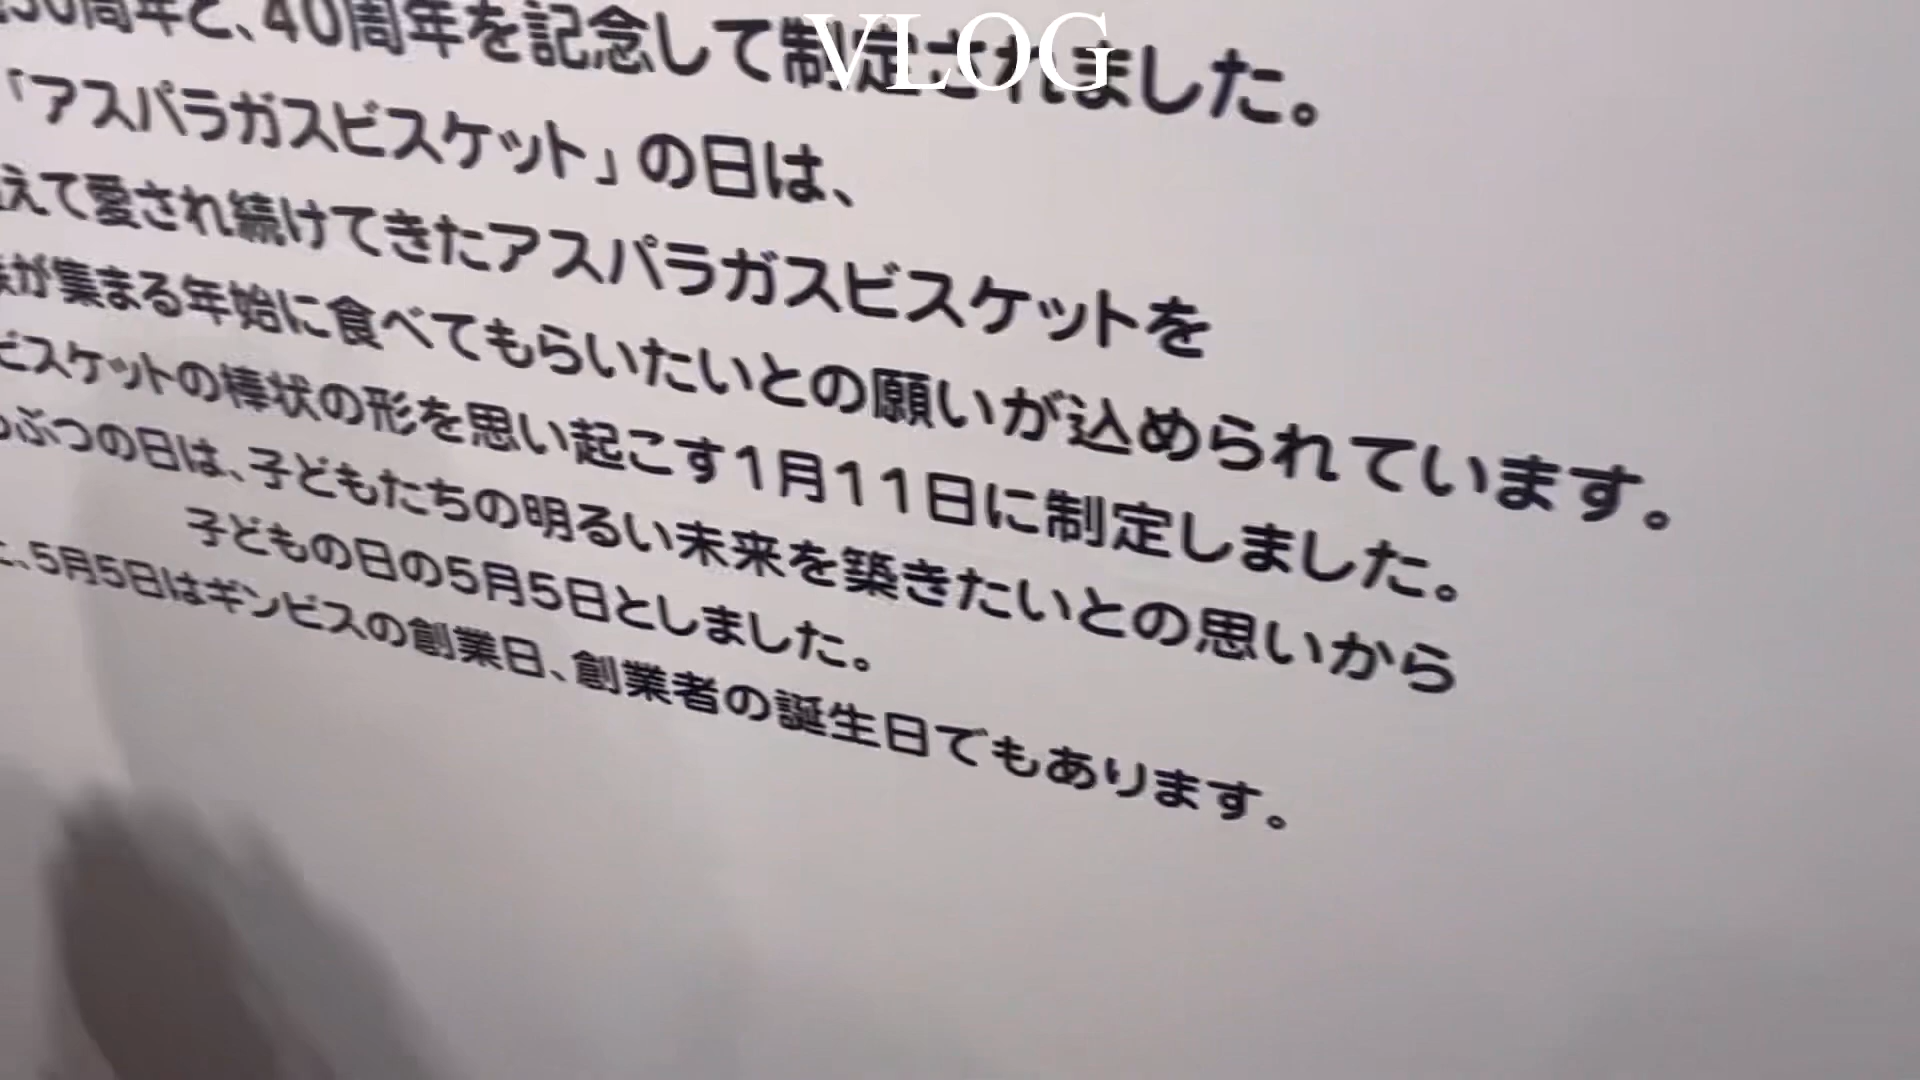 VLOG
周年と、40周年を記念して制定されました。
「アスパラガスビスケット」の日は、
えて愛され続けてきたアスパラガスビスケットを
が集まる年始に食べてもらいたいとの願いが込められています。
ビスケットの棒状の形を思い起こす1月11日に制定しました。
ぶつの日は、子どもたちの明るい未来を築きたいとの思いから
子どもの日の5月5日としました。
、5月5日はギンビスの創業日、創業者の誕生日でもあります。